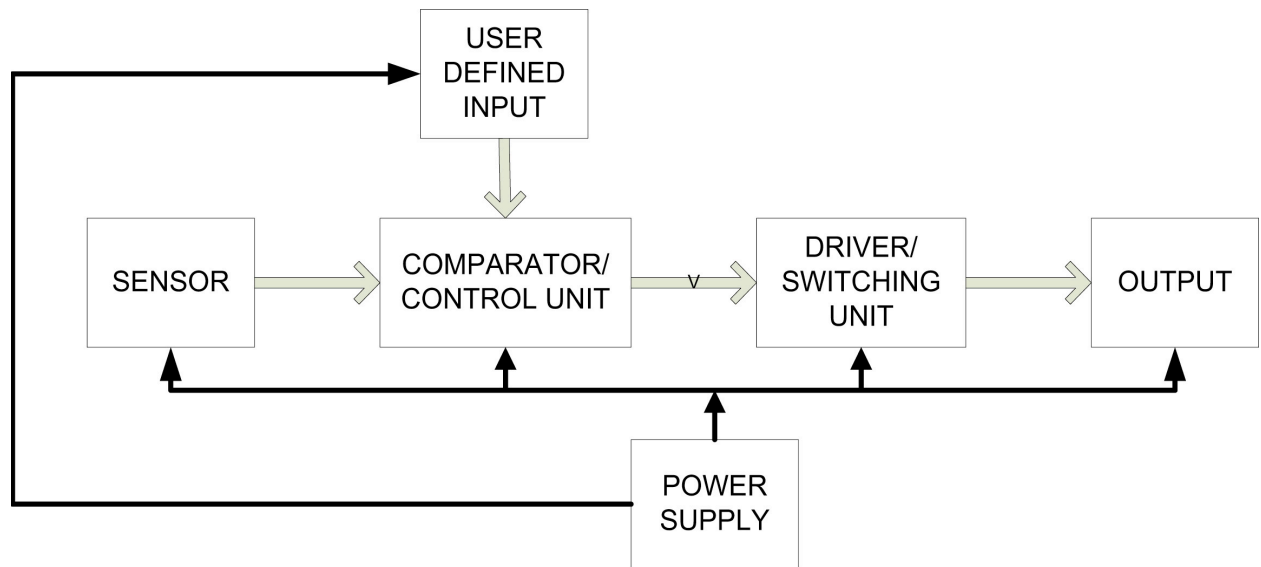 USER
DEFINED
INPUT
SENSOR
COMPARATOR/
CONTROL UNIT
V
DRIVER/
SWITCHING
UNIT
OUTPUT
POWER
SUPPLY